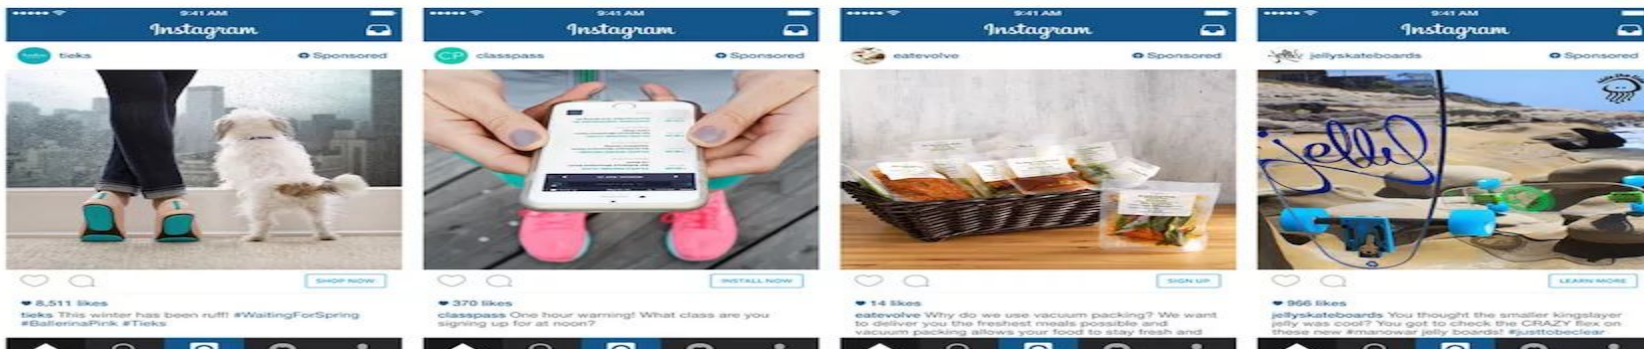 9:41 AM
Instagram
tieks
Sponsored
SHOP NOW
8,511 likes
tieks This winter has been ruff! #WaitingForSpring
#BallerinaPink #Tieks
9:41 AM
Instagram
CP
classpass
Sponsored
INSTALL NOW
370 likes
classpass One hour warning! What class are you
signing up for at noon?
9:41 AM
Instagram
eatevolve
Sponsored
SIGN UP
14 likes
eatevolve Why do we use vacuum packing? We want
to deliver you the freshest meals possible and
vacuum packing allows your food to stay fresh and
9:41 AM
Instagram
jellyskateboards
Sponsored
jelly
LEARN MORE
966 likes
jellyskateboards You thought the smaller kingslayer
jelly was cool? You got to check the CRAZY flex on
these new #manowar jelly boards! #justtobeclear